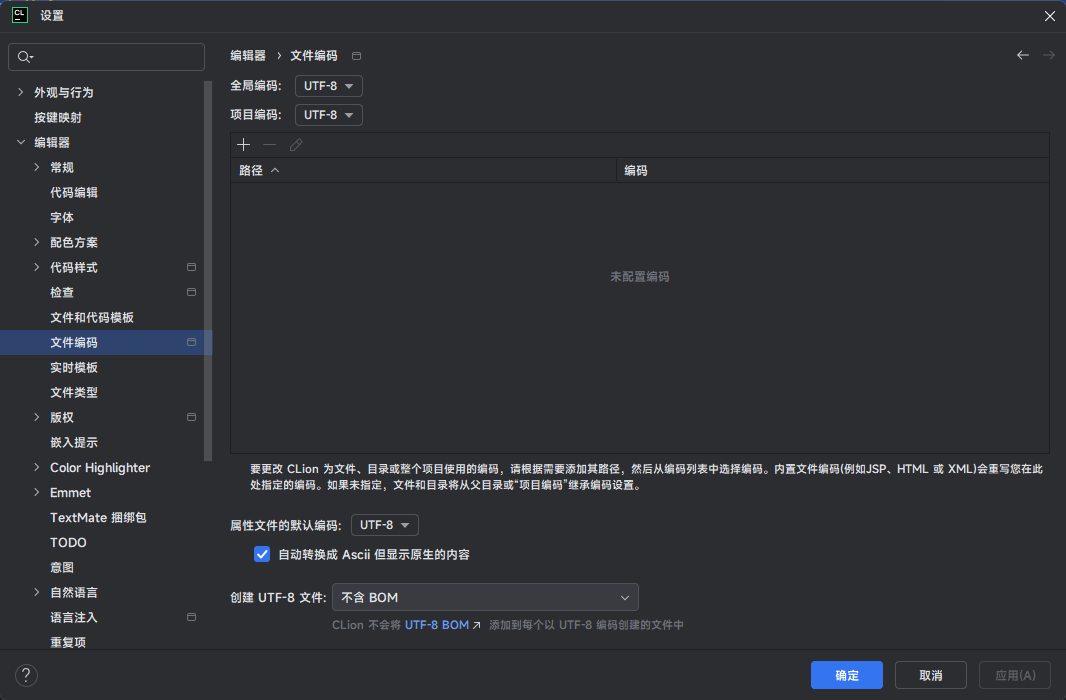 CL
设置
外观与行为
按键映射
编辑器
常规
代码编辑
字体
配色方案
代码样式
检查
文件和代码模板
文件编码
实时模板
文件类型
版权
嵌入提示
Color Highlighter
Emmet
TextMate 捆绑包
TODO
意图
自然语言
语言注入
重复项
编辑器 › 文件编码
全局编码: UTF-8
项目编码: UTF-8
路径 编码
未配置编码
要更改 CLion 为文件、目录或整个项目使用的编码，请根据需要添加其路径，然后从编码列表中选择编码。内置文件编码(例如JSP、HTML 或 XML)会重写您在此
处指定的编码。如果未指定，文件和目录将从父目录或“项目编码”继承编码设置。
属性文件的默认编码: UTF-8
自动转换成 Ascii 但显示原生的内容
创建 UTF-8 文件: 不含 BOM
CLion 不会将 UTF-8 BOM ↗ 添加到每个以 UTF-8 编码创建的文件中
?
确定 取消 应用(A)